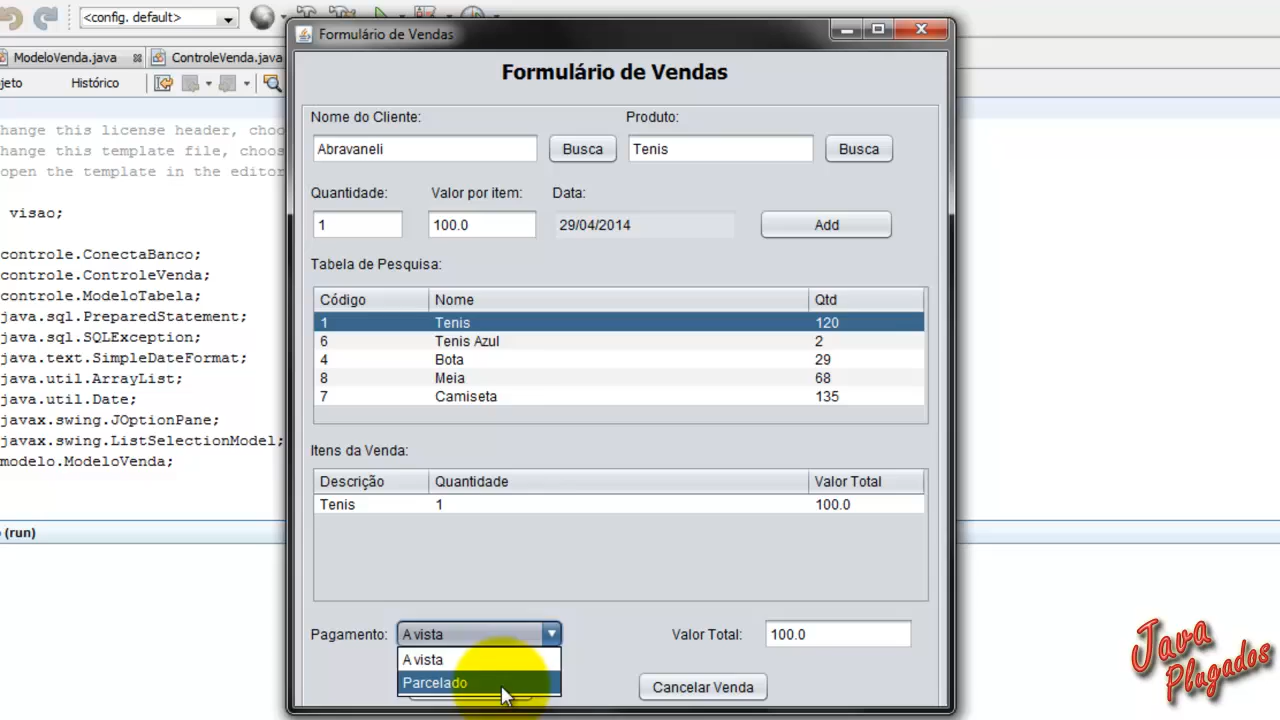 <config. default>
Formulário de Vendas
ModeloVenda.java
ControleVenda.java
jeto
Histórico
Formulário de Vendas
Nome do Cliente:
Produto:
Abravaneli
Busca
Tenis
Busca
Quantidade:
Valor por item:
Data:
1
100.0
29/04/2014
Add
Tabela de Pesquisa:
Código Nome Qtd
1 Tenis 120
6 Tenis Azul 2
4 Bota 29
8 Meia 68
7 Camiseta 135
Itens da Venda:
Descrição Quantidade Valor Total
Tenis 1 100.0
Pagamento:
A vista
Valor Total:
100.0
A vista
Parcelado
Cancelar Venda
hange this license header, choo
hange this template file, choos
open the template in the editor
visao;
controle.ConectaBanco;
controle.ControleVenda;
controle.ModeloTabela;
java.sql.PreparedStatement;
java.sql.SQLException;
java.text.SimpleDateFormat;
java.util.ArrayList;
java.util.Date;
javax.swing.JOptionPane;
javax.swing.ListSelectionModel;
modelo.ModeloVenda;
(run)
Java
Plugados